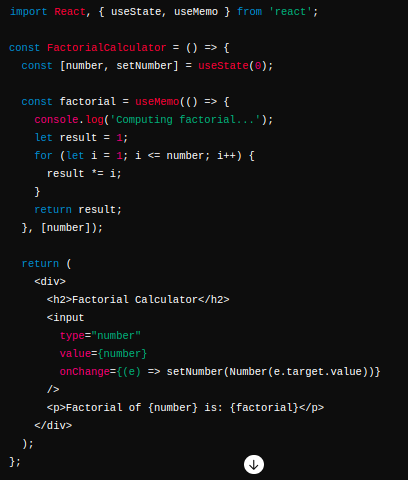 import React, { useState, useMemo } from 'react';

const FactorialCalculator = () => {
  const [number, setNumber] = useState(0);

  const factorial = useMemo(() => {
    console.log('Computing factorial...');
    let result = 1;
    for (let i = 1; i <= number; i++) {
      result *= i;
    }
    return result;
  }, [number]);

  return (
    <div>
      <h2>Factorial Calculator</h2>
      <input
        type="number"
        value={number}
        onChange={(e) => setNumber(Number(e.target.value))}
      />
      <p>Factorial of {number} is: {factorial}</p>
    </div>
  );
};